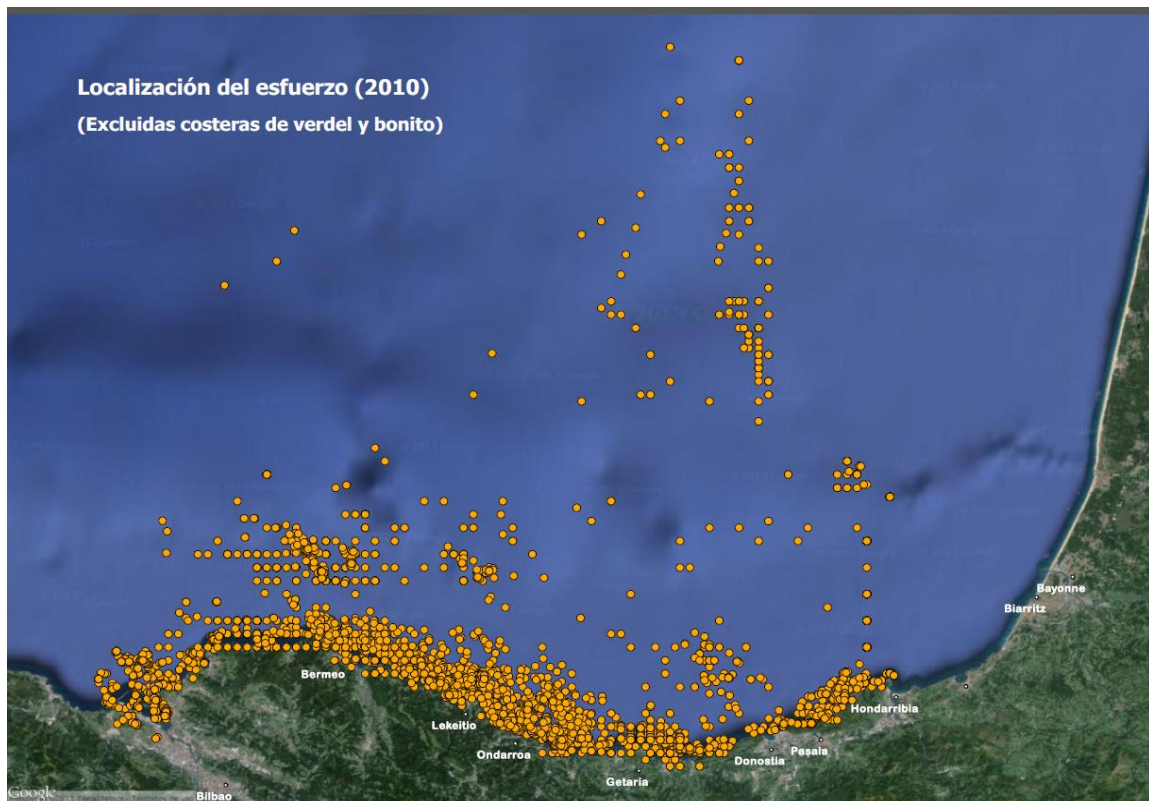 Localización del esfuerzo (2010)
(Excluidas costeras de verdel y bonito)
Bayonne
Biarritz
Bermeo
Hondarribia
Lekeitio
Ondarroa
Pasaia
Donostia
Getaria
Bilbao
Google